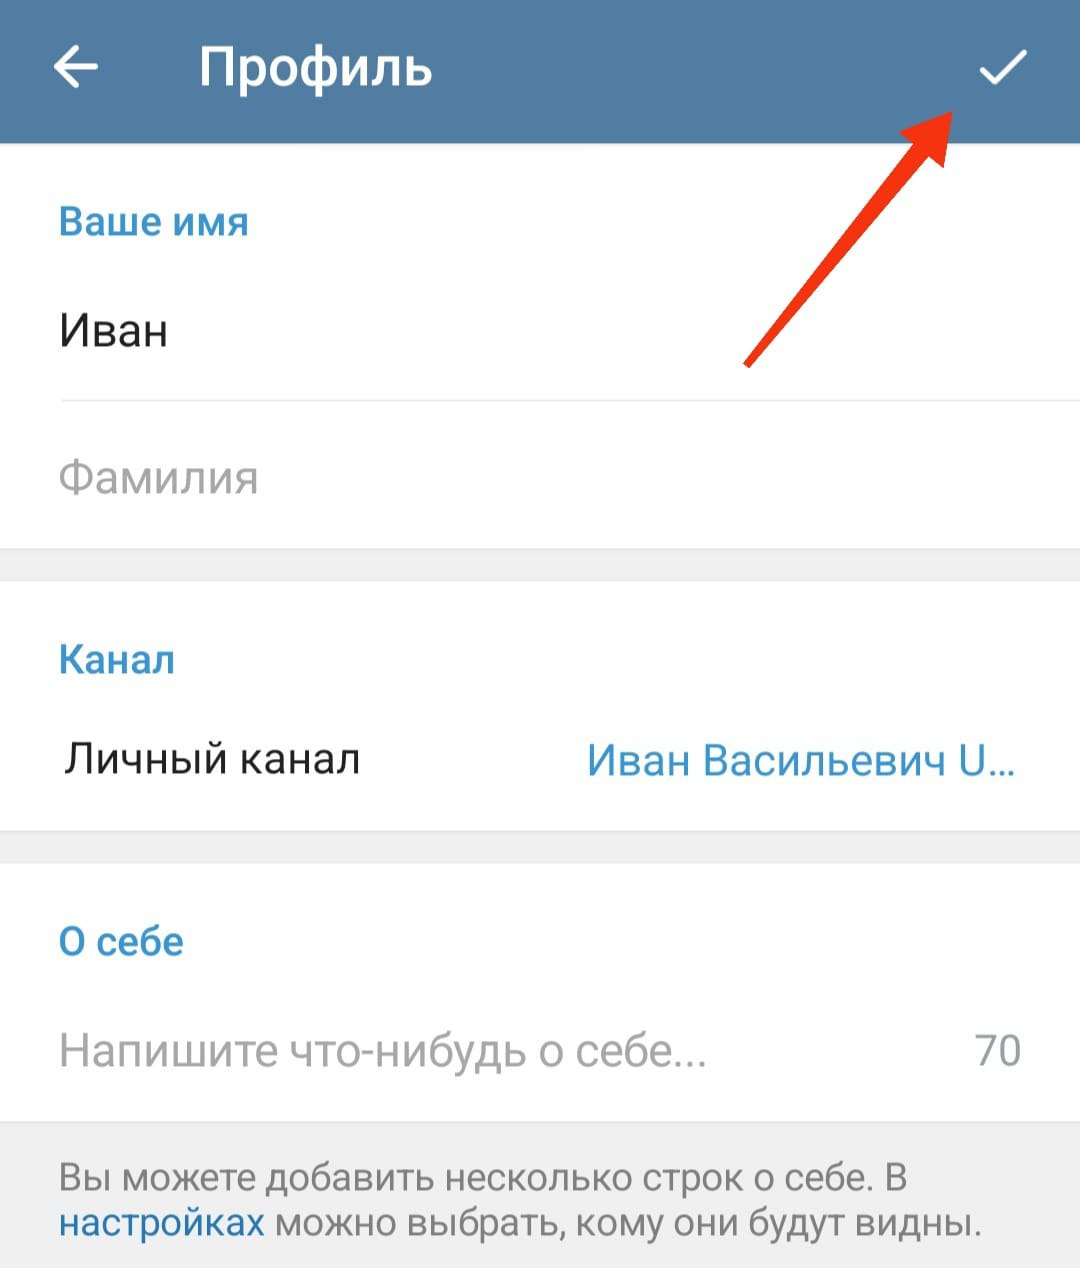 Профиль
Ваше имя
Иван
Фамилия
Канал
Личный канал Иван Васильевич U...
О себе
Напишите что-нибудь о себе... 70
Вы можете добавить несколько строк о себе. В
настройках можно выбрать, кому они будут видны.